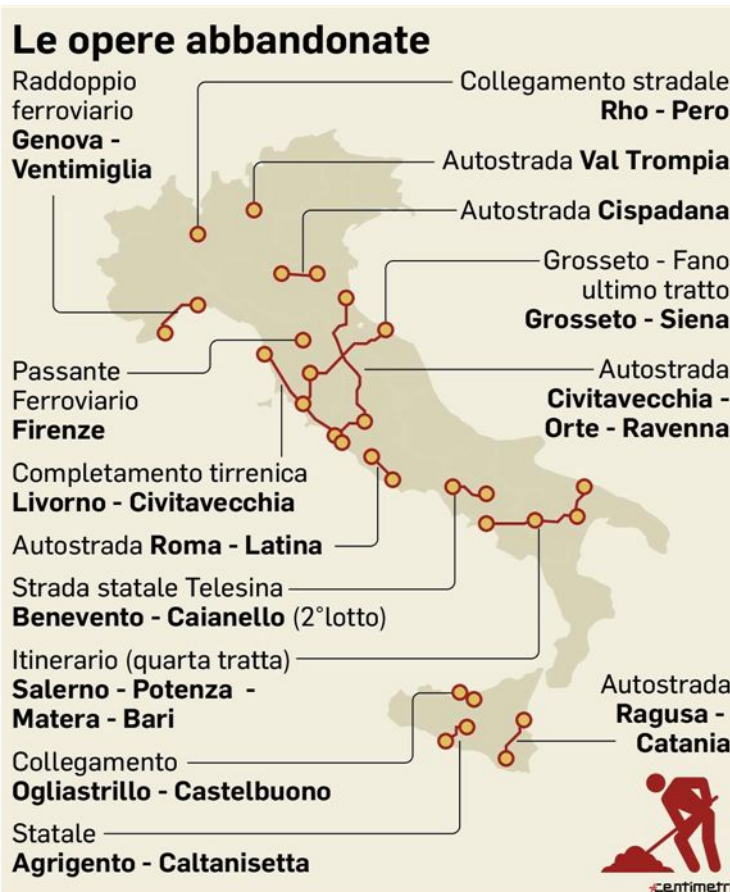 Le opere abbandonate
Raddoppio
ferroviario
Genova -
Ventimiglia
Collegamento stradale
Rho - Pero
Autostrada Val Trompia
Autostrada Cispadana
Grosseto - Fano
ultimo tratto
Grosseto - Siena
Autostrada
Civitavecchia -
Orte - Ravenna
Passante
Ferroviario
Firenze
Completamento tirrenica
Livorno - Civitavecchia
Autostrada Roma - Latina
Strada statale Telesina
Benevento - Caianello (2°lotto)
Itinerario (quarta tratta)
Salerno - Potenza -
Matera - Bari
Collegamento
Ogliastrillo - Castelbuono
Statale
Agrigento - Caltanisetta
Autostrada
Ragusa -
Catania
centimetr